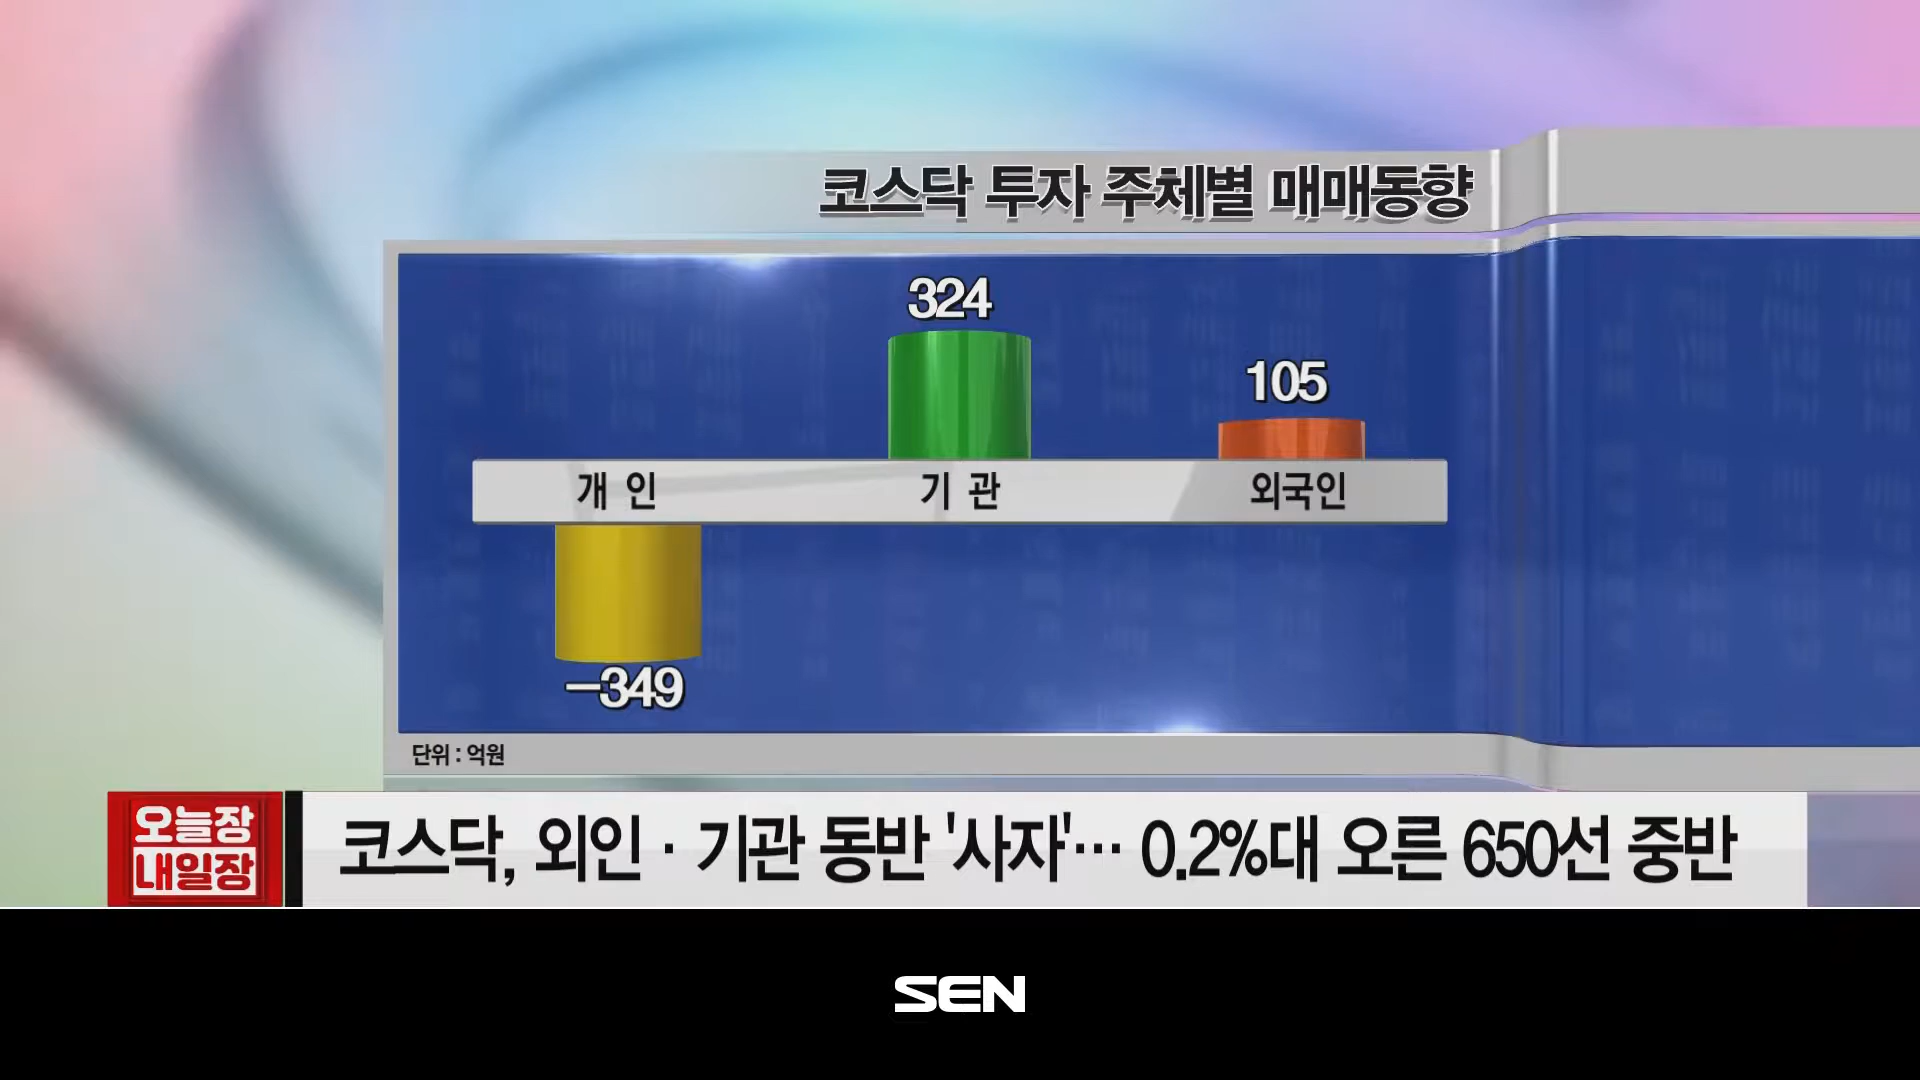 코스닥 투자 주체별 매매동향
324
105
개 인 기 관 외국인
-349
단위 : 억원
오늘장
내일장
코스닥, 외인 · 기관 동반 '사자'… 0.2%대 오른 650선 중반
SEN